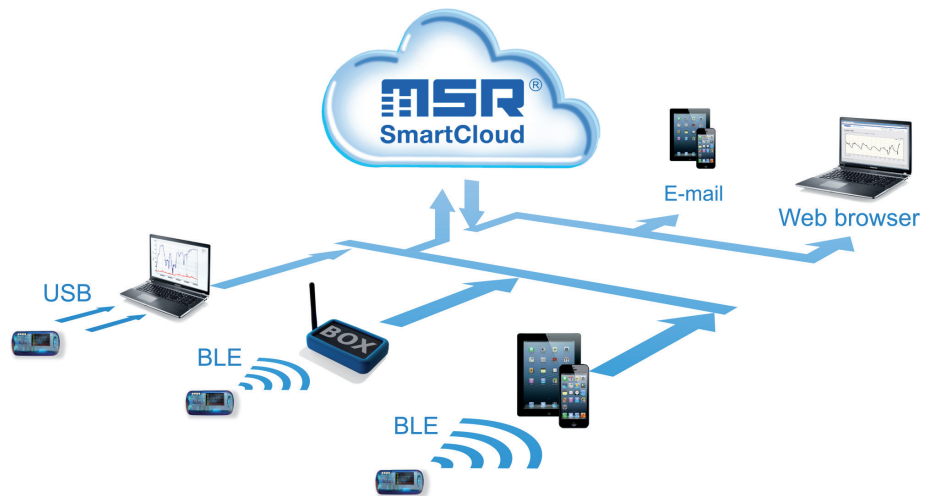 MSR®
SmartCloud
E-mail
Web browser
USB
BOX
BLE
BLE